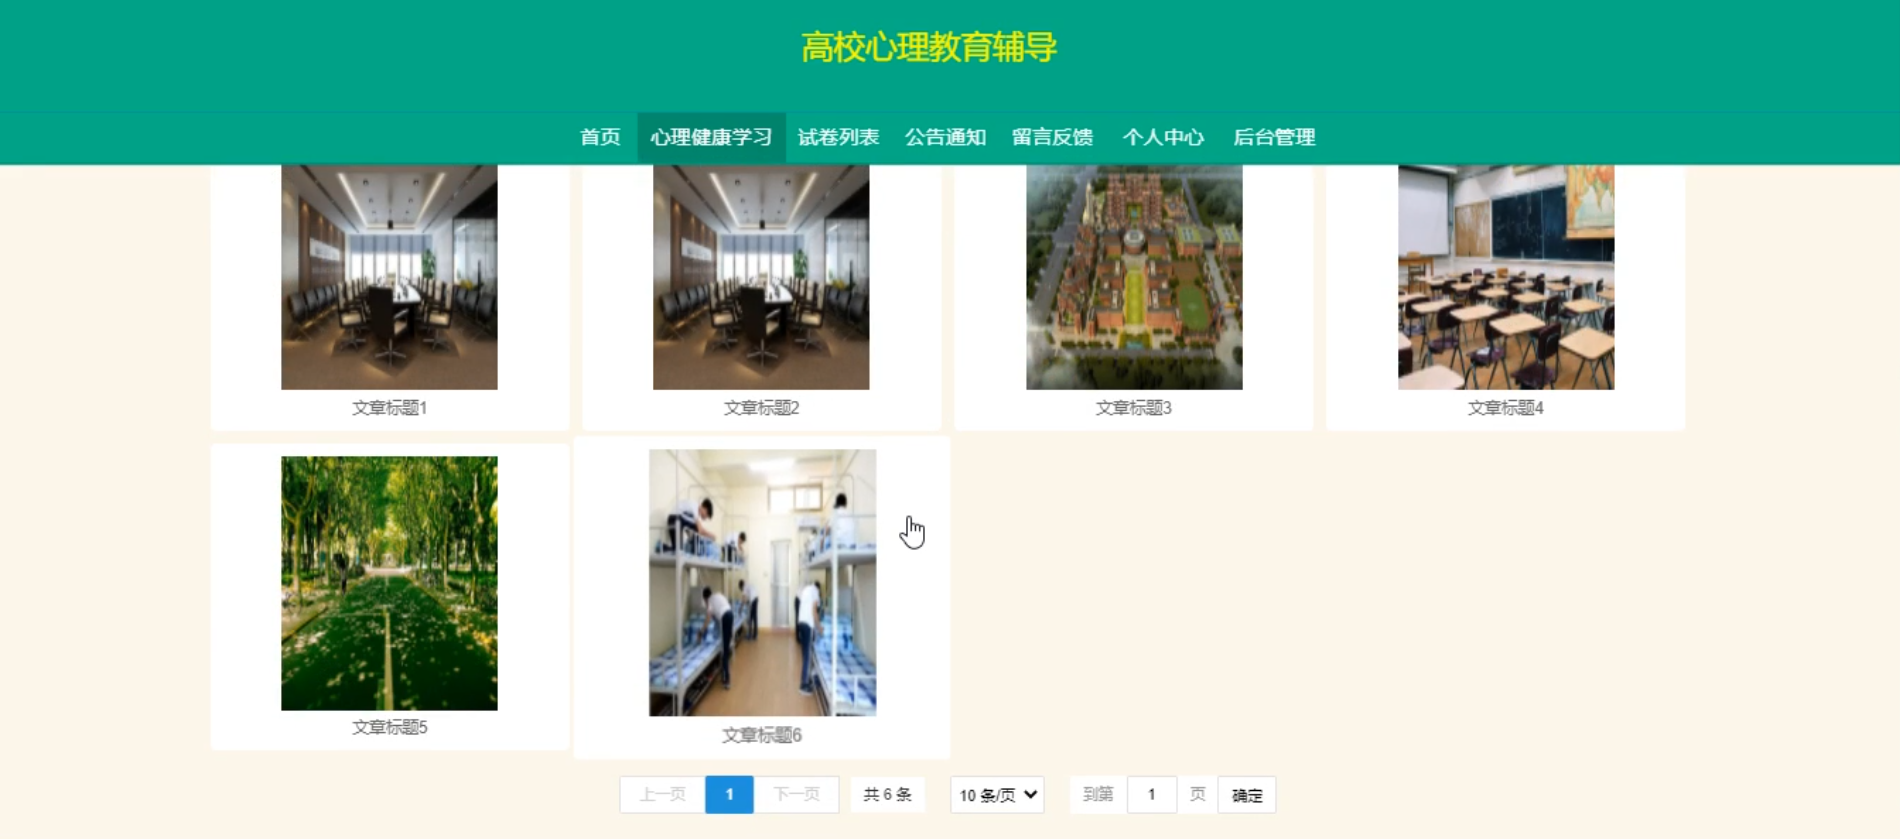 高校心理教育辅导
首页 心理健康学习 试卷列表 公告通知 留言反馈 个人中心 后台管理
文章标题1 文章标题2 文章标题3 文章标题4
文章标题5 文章标题6
上一页 1 下一页 共 6 条 10 条/页 到第 1 页 确定